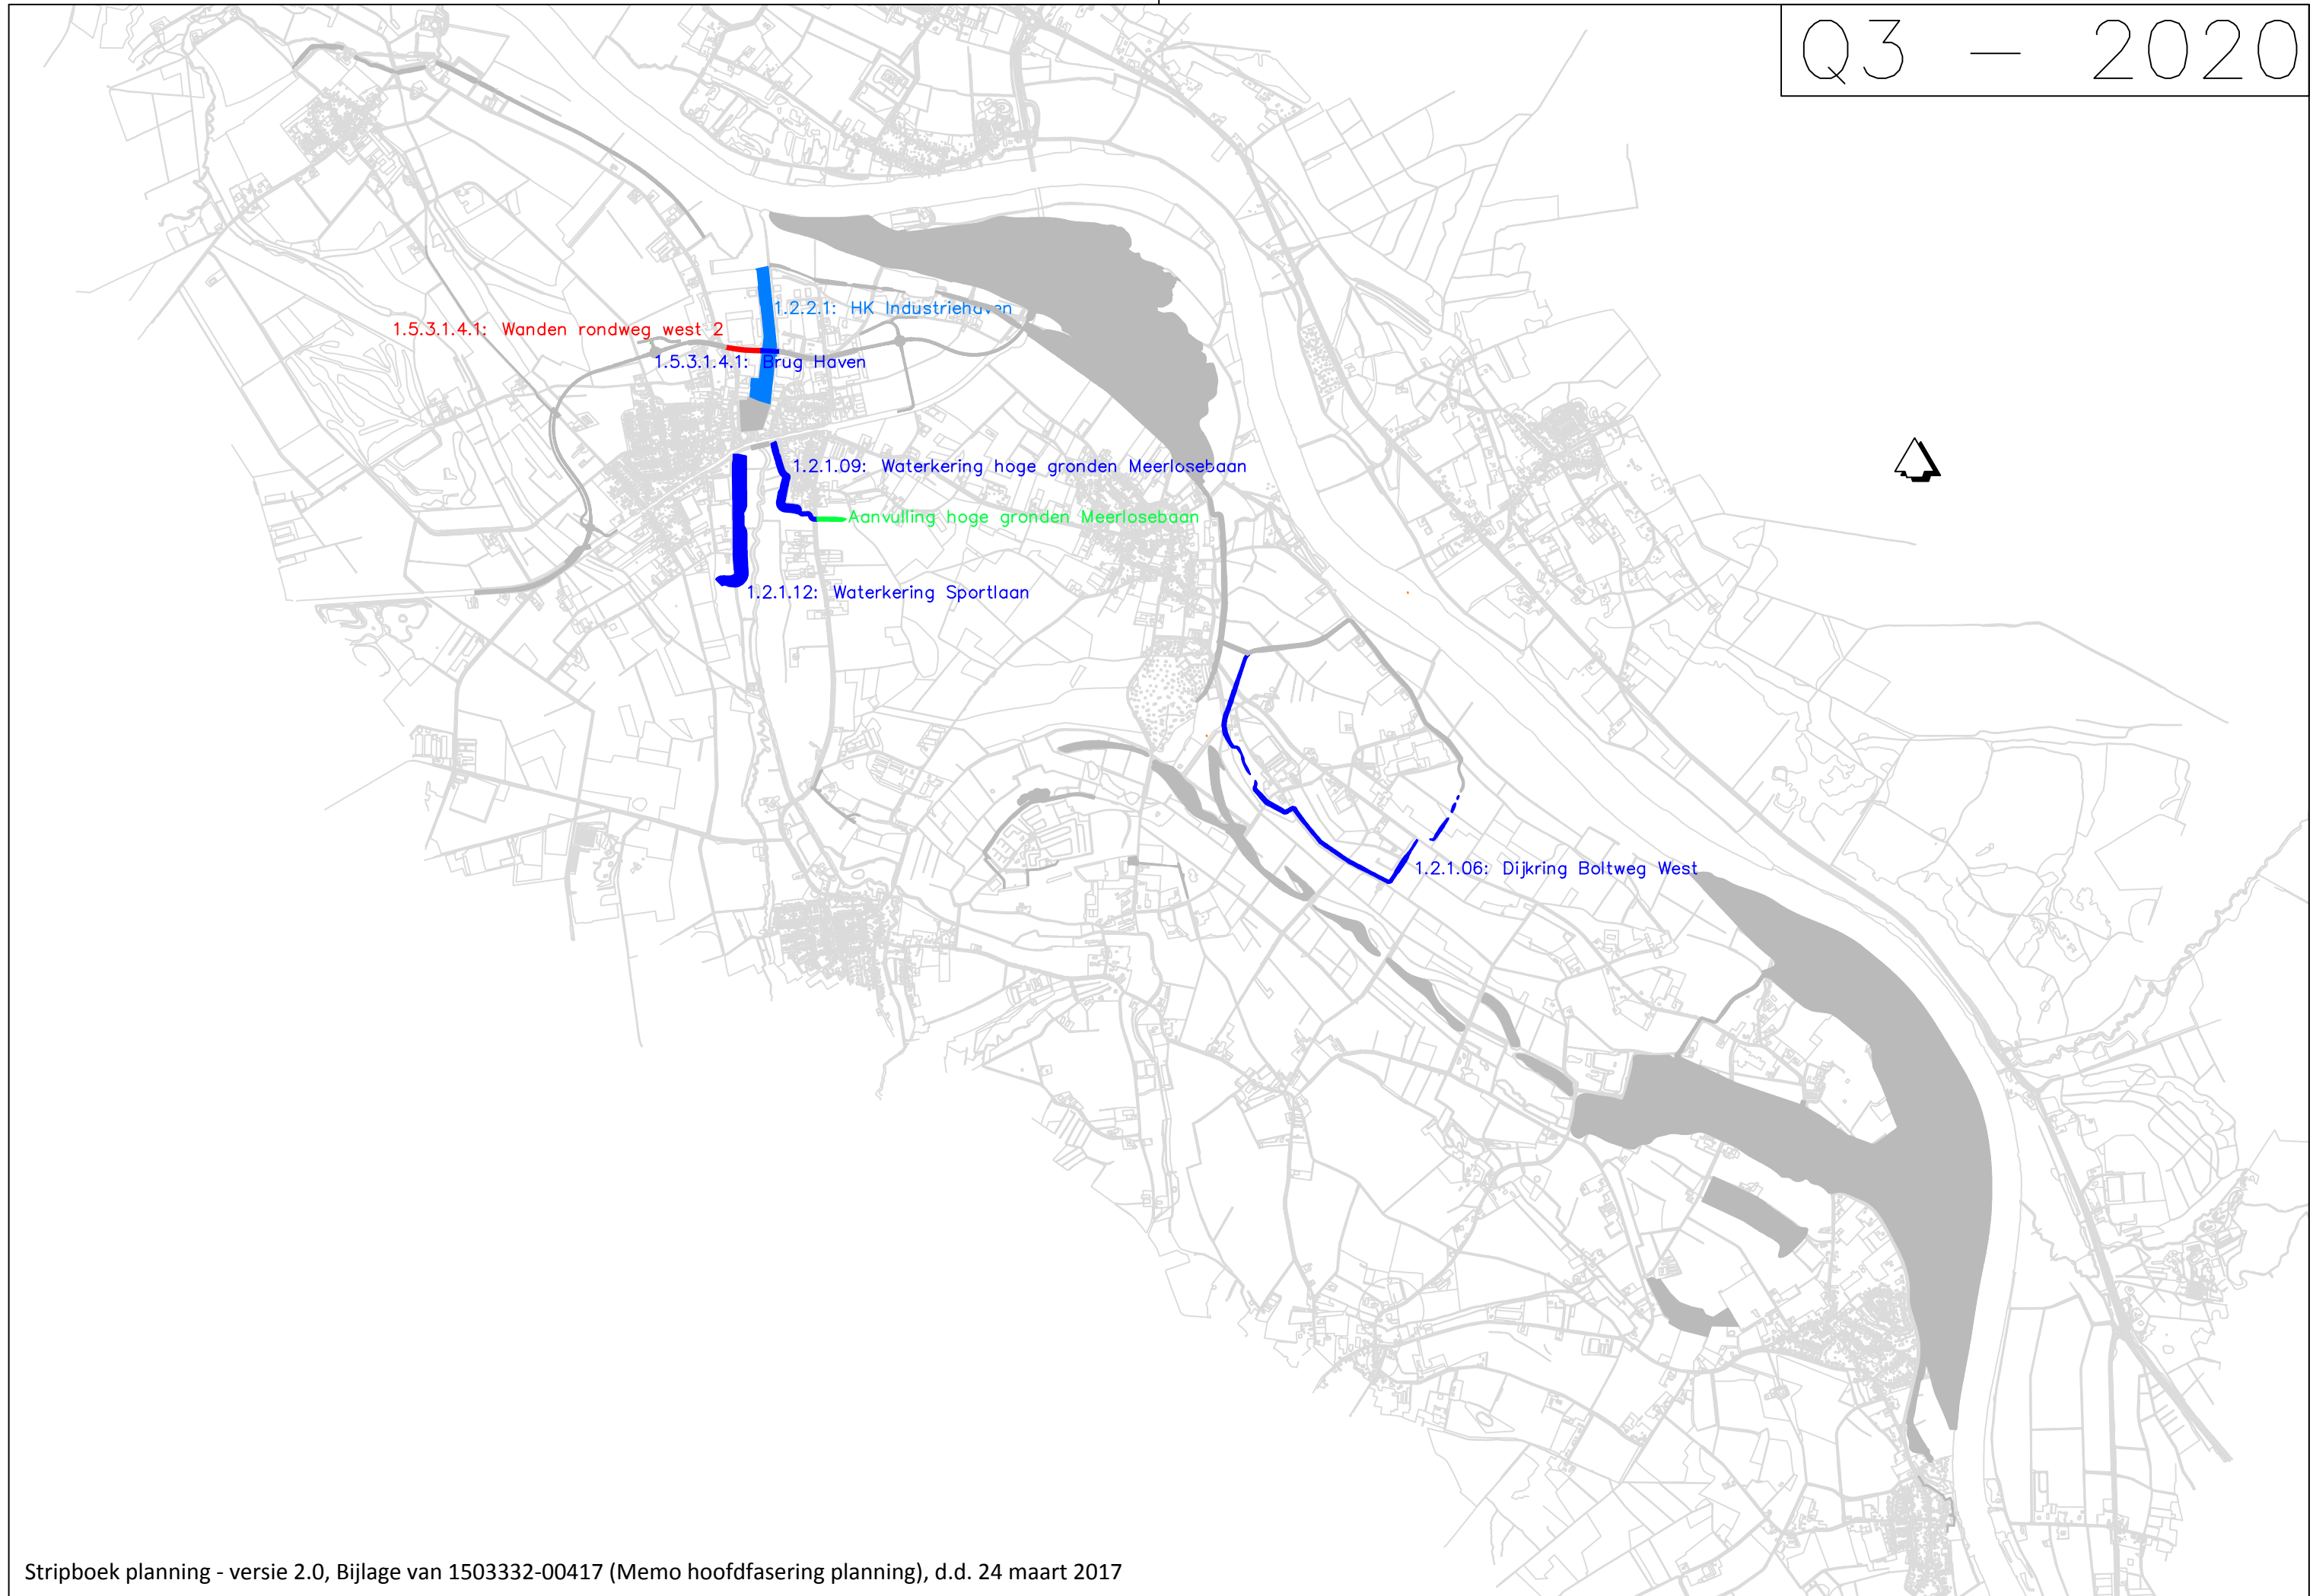 Q3 - 2020
1.2.2.1: HK Industriehaven
1.5.3.1.4.1: Wanden rondweg west 2
1.5.3.1.4.1: Brug Haven
1.2.1.09: Waterkering hoge gronden Meerlosebaan
Aanvulling hoge gronden Meerlosebaan
1.2.1.12: Waterkering Sportlaan
1.2.1.06: Dijkring Boltweg West
Stripboek planning - versie 2.0, Bijlage van 1503332-00417 (Memo hoofdfasering planning), d.d. 24 maart 2017